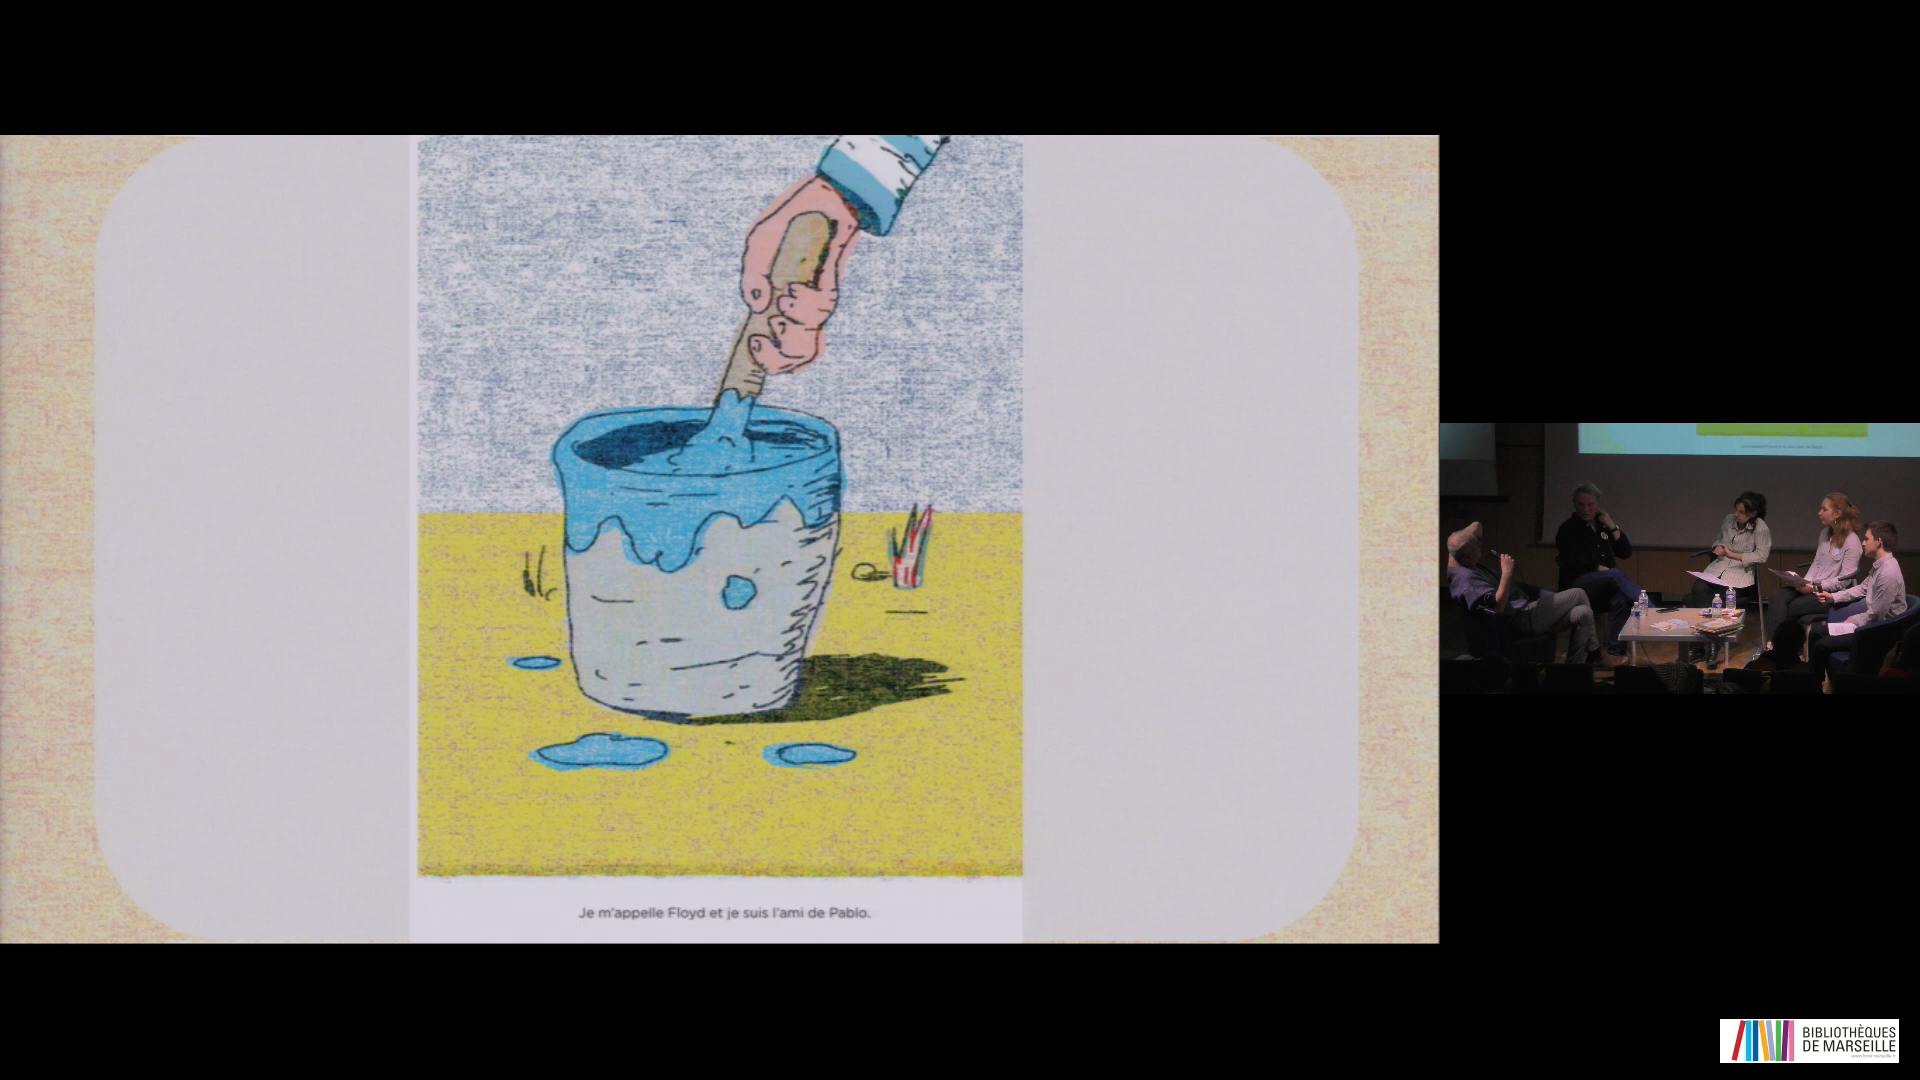 Je m'appelle Floyd et je suis l'ami de Pablo.
BIBLIOTHÈQUES
DE MARSEILLE